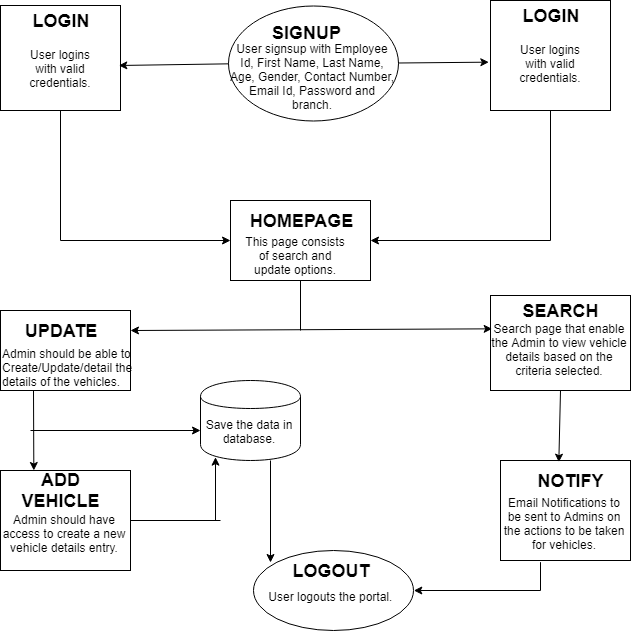 LOGIN
User logins
with valid
credentials.
SIGNUP
User signup with Employee
Id, First Name, Last Name,
Age, Gender, Contact Number,
Email Id, Password and
branch.
LOGIN
User logins
with valid
credentials.
HOMEPAGE
This page consists
of search and
update options.
UPDATE
Admin should be able to
Create/Update/detail the
details of the vehicles.
SEARCH
Search page that enable
the Admin to view vehicle
details based on the
criteria selected.
Save the data in
database.
ADD
VEHICLE
Admin should have
access to create a new
vehicle details entry.
NOTIFY
Email Notifications to
be sent to Admins on
the actions to be taken
for vehicles.
LOGOUT
User logouts the portal.